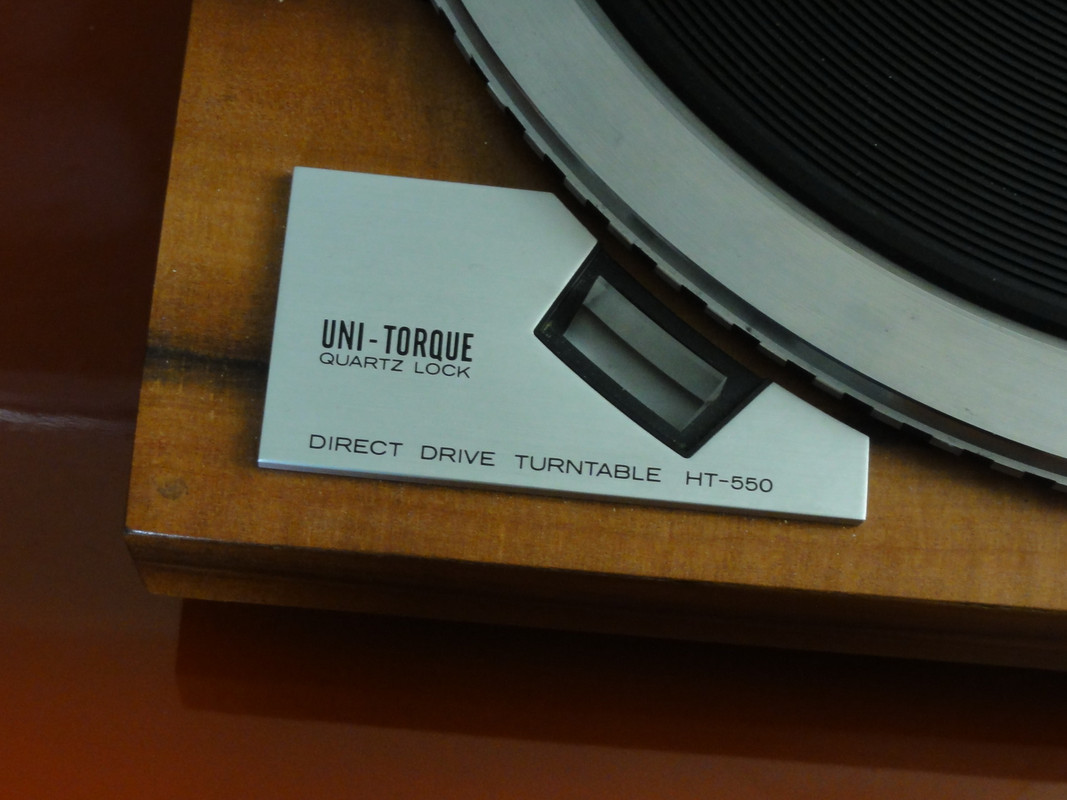 UNI-TORQUE
QUARTZ LOCK
DIRECT DRIVE TURNTABLE HT-550